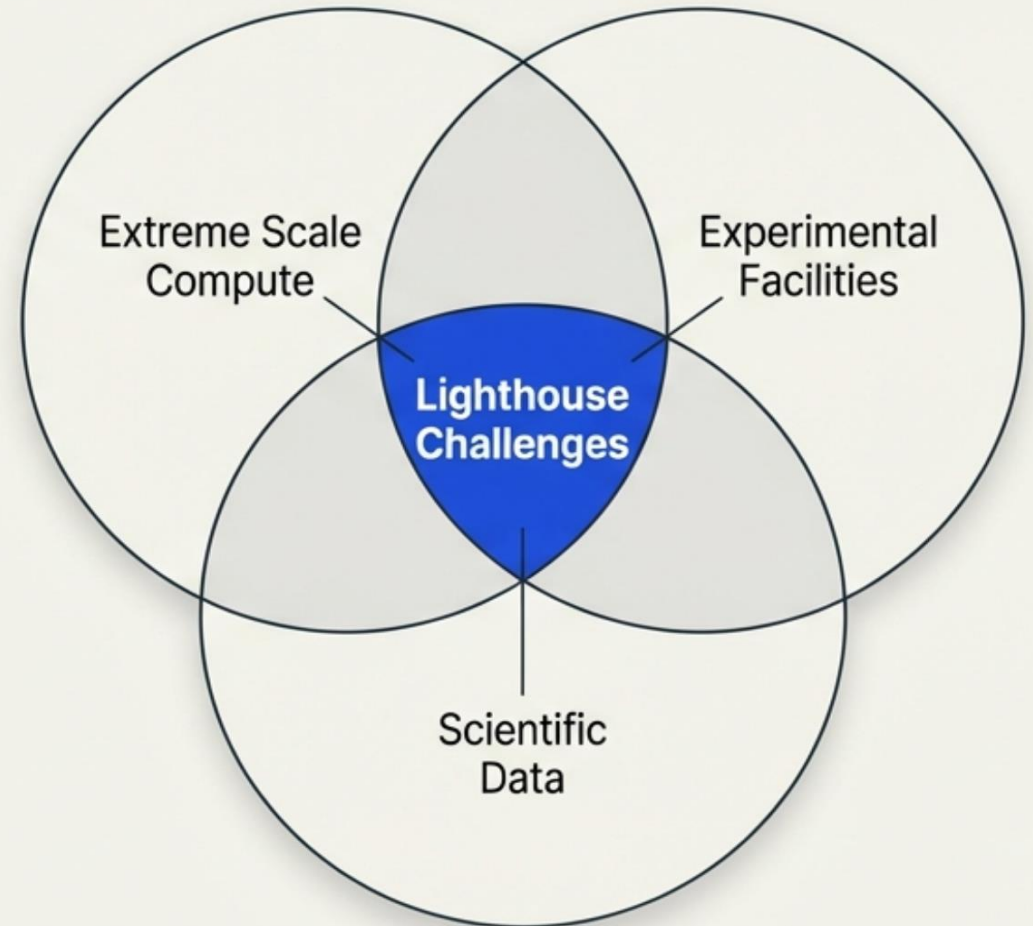 Extreme Scale
Compute
Experimental
Facilities
Lighthouse
Challenges
Scientific
Data